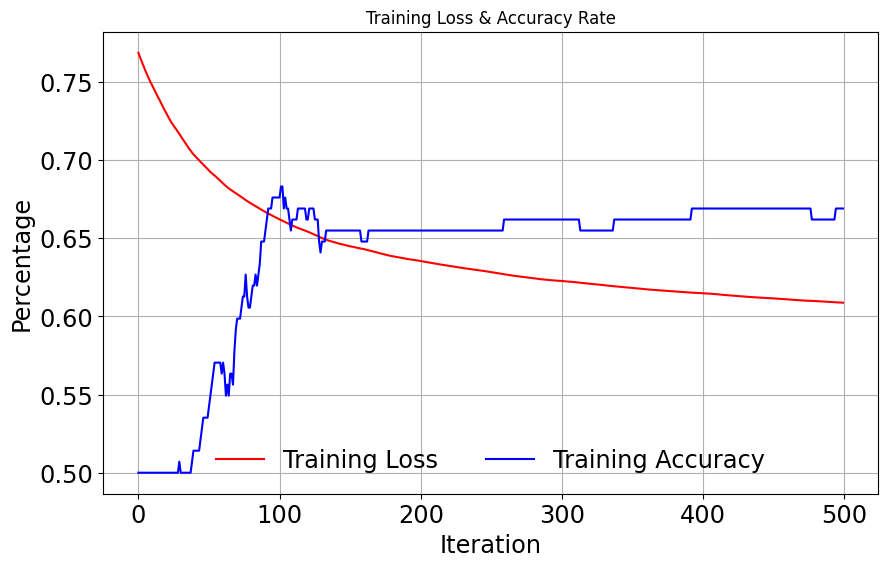 Training Loss & Accuracy Rate
Percentage
0.75
0.70
0.65
0.60
0.55
0.50
Training Loss
Training Accuracy
0 100 200 300 400 500
Iteration